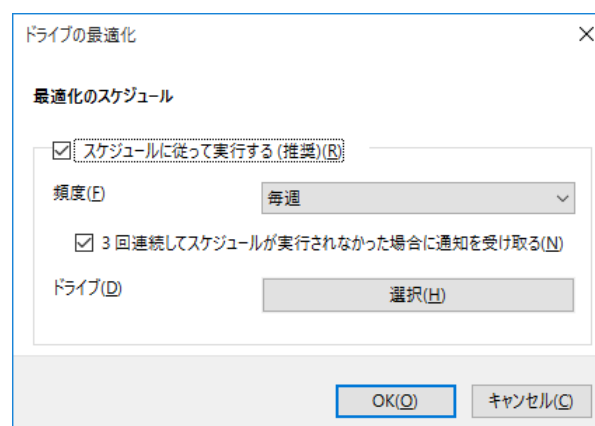 ドライブの最適化
最適化のスケジュール
スケジュールに従って実行する(推奨)(R)
頻度(F)
毎週
3 回連続してスケジュールが実行されなかった場合に通知を受け取る(N)
ドライブ(D)
選択(H)
OK(O)
キャンセル(C)